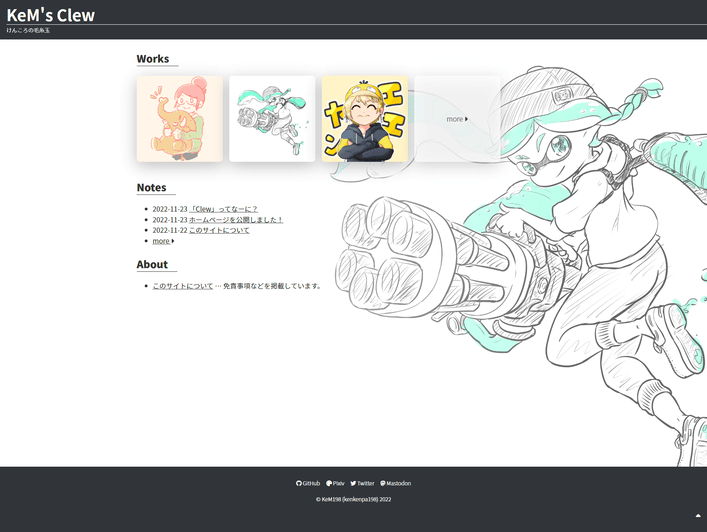 KeM's Clew
けんころの毛糸玉
Works
エエ
ヤン
more
Notes
2022-11-23 「Clew」ってなーに？
2022-11-23 ホームページを公開しました！
2022-11-22 このサイトについて
more
About
このサイトについて … 免責事項などを掲載しています。
GitHub Pixiv Twitter Mastodon
© KeM198 (kenkenpa198) 2022